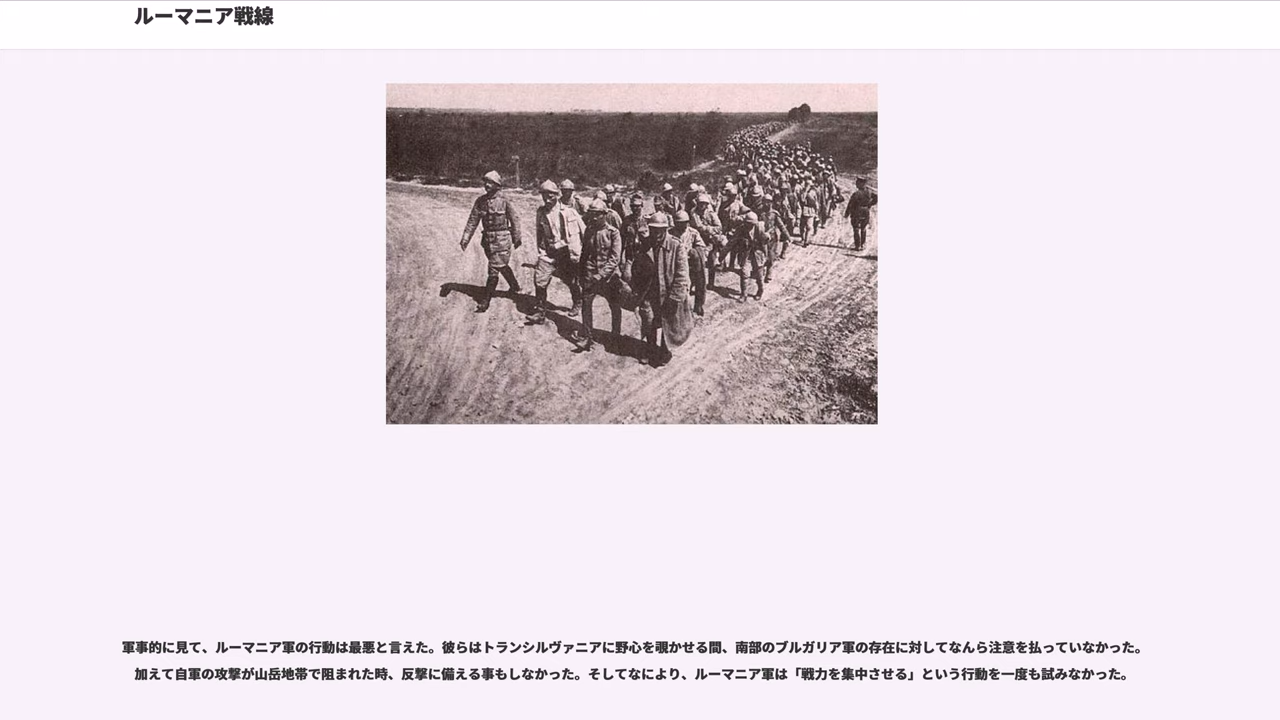 ルーマニア戦線
軍事的に見て、ルーマニア軍の行動は最悪と言えた。彼らはトランシルヴァニアに野心を覗かせる間、南部のブルガリア軍の存在に対してなんら注意を払っていなかった。
加えて自軍の攻撃が山岳地帯で阻まれた時、反撃に備える事もしなかった。そしてなにより、ルーマニア軍は「戦力を集中させる」という行動を一度も試みなかった。